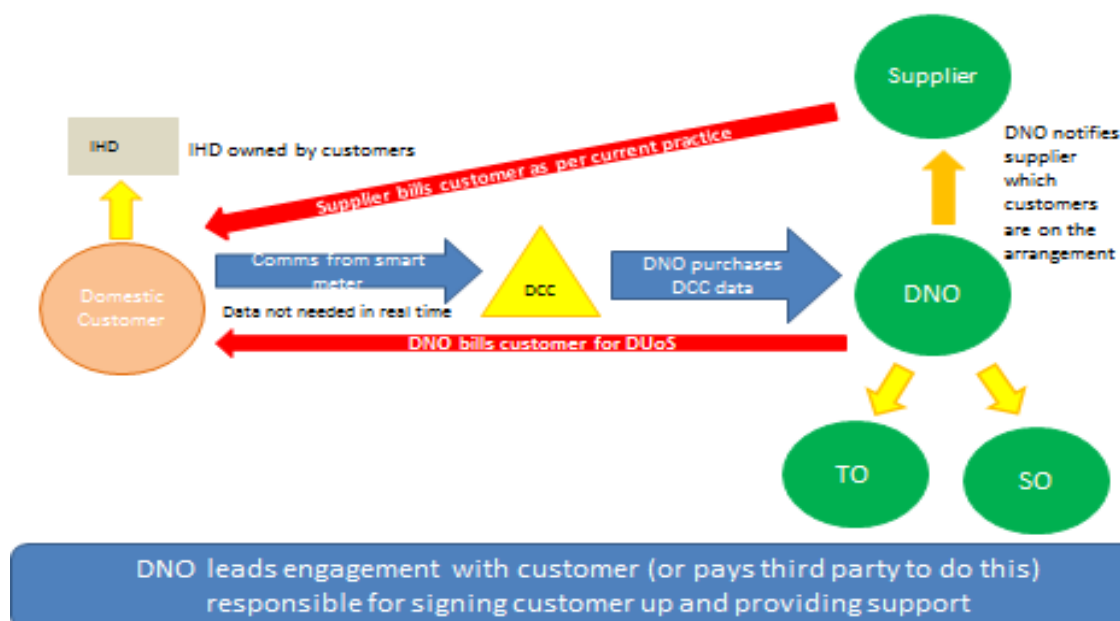 Supplier
DNO notifies
supplier
which
customers
are on the
arrangement
IHD
IHD owned by customers
Supplier bills customer as per current practice
Domestic
Customer
Comms from smart
meter
Data not needed in real time
DCC
DNO purchases
DCC data
DNO
DNO bills customer for DUoS
TO
SO
DNO leads engagement with customer (or pays third party to do this)
responsible for signing customer up and providing support